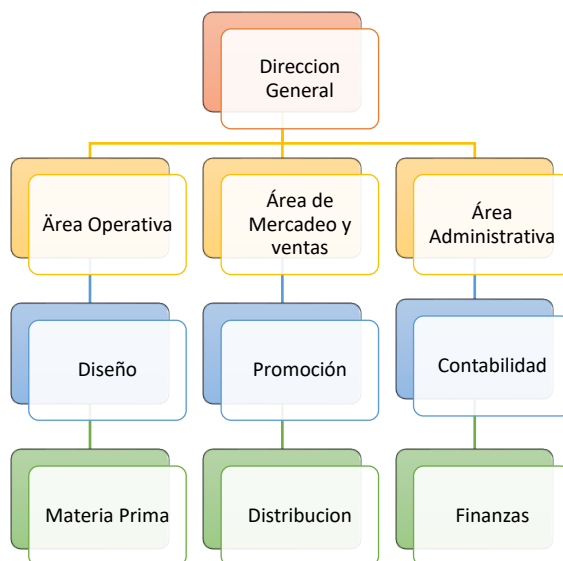 Direccion
General
Ärea Operativa
Área de
Mercadeo y
ventas
Área
Administrativa
Diseño
Promoción
Contabilidad
Materia Prima
Distribucion
Finanzas